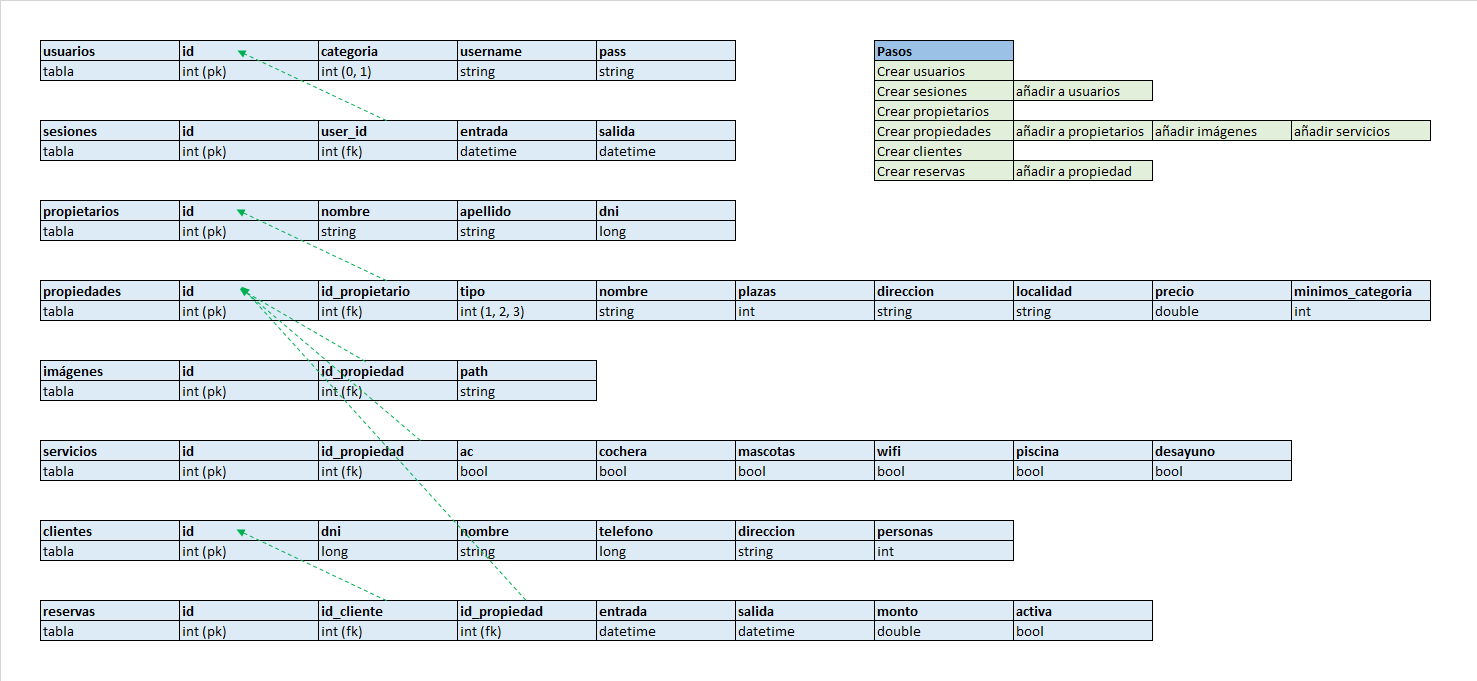 usuarios id categoria username pass
tabla int (pk) int (0, 1) string string
sesiones id user_id entrada salida
tabla int (pk) int (fk) datetime datetime
propietarios id nombre apellido dni
tabla int (pk) string string long
Pasos
Crear usuarios
Crear sesiones añadir a usuarios
Crear propietarios
Crear propiedades añadir a propietarios añadir imágenes añadir servicios
Crear clientes
Crear reservas añadir a propiedad
propiedades id id_propietario tipo nombre plazas direccion localidad precio minimos_categoria
tabla int (pk) int (fk) int (1, 2, 3) string int string string double int
imágenes id id_propiedad path
tabla int (pk) int (fk) string
servicios id id_propiedad ac cochera mascotas wifi piscina desayuno
tabla int (pk) int (fk) bool bool bool bool bool bool
clientes id dni nombre telefono direccion personas
tabla int (pk) long string long string int
reservas id id_cliente id_propiedad entrada salida monto activa
tabla int (pk) int (fk) int (fk) datetime datetime double bool